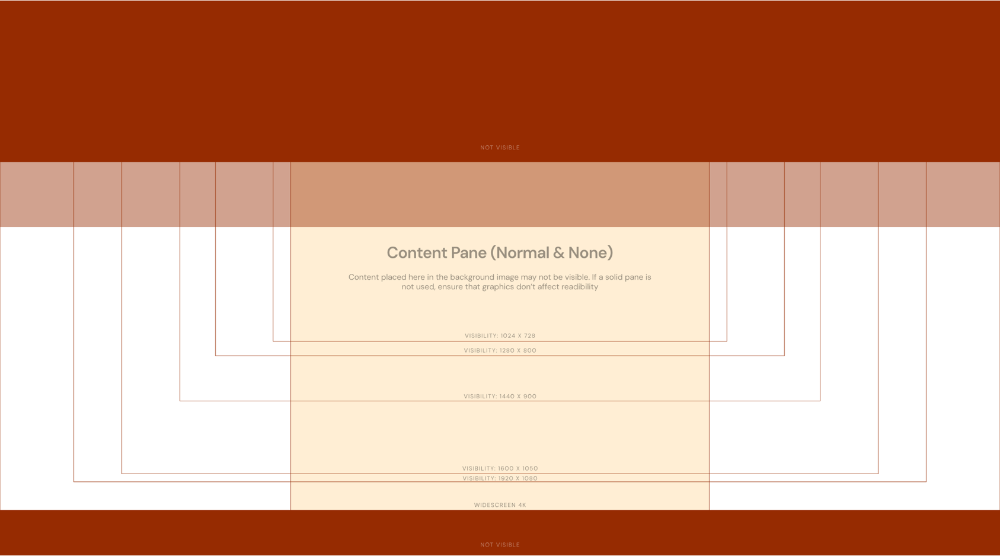 NOT VISIBLE
Content Pane (Normal & None)
Content placed here in the background image may not be visible. If a solid pane is
not used, ensure that graphics don’t affect readibility
VISIBILITY: 1024 X 728
VISIBILITY: 1280 X 800
VISIBILITY: 1440 X 900
VISIBILITY: 1600 X 1050
VISIBILITY: 1920 X 1080
WIDESCREEN 4K
NOT VISIBLE